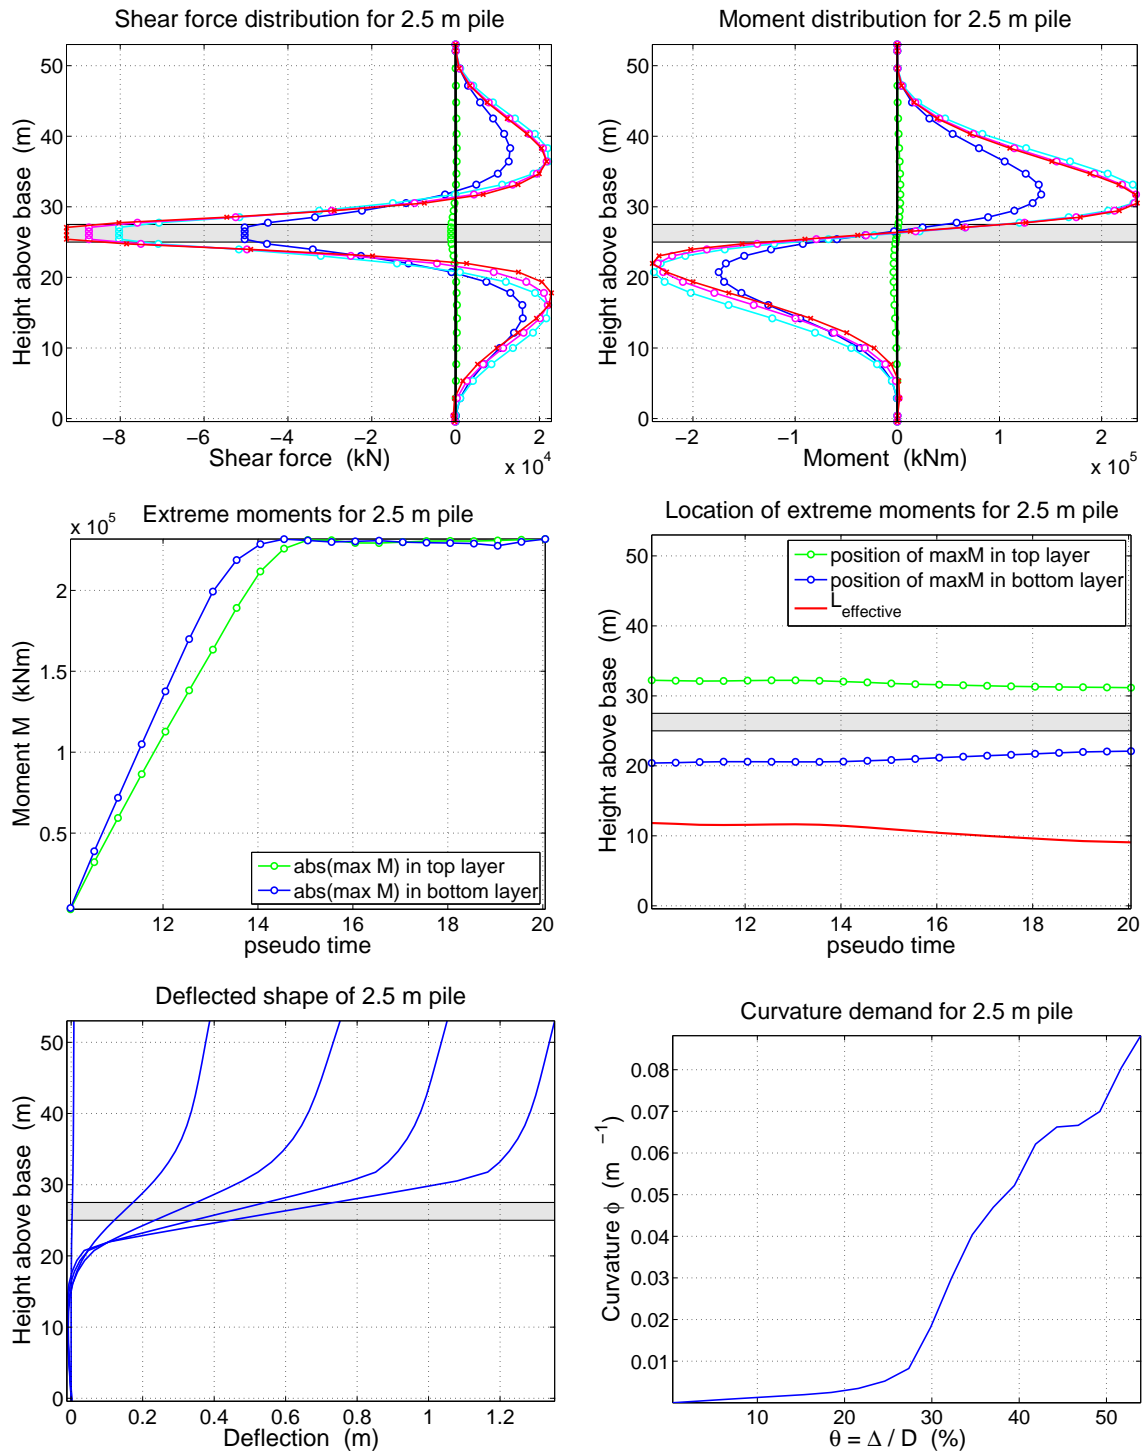 Shear force distribution for 2.5 m pile
Height above base (m)
50
40
30
20
10
0
−8
−6
−4
−2
0
2
Shear force (kN)
x 10^4
Moment distribution for 2.5 m pile
Height above base (m)
50
40
30
20
10
0
−2
−1
0
1
2
Moment (kNm)
x 10^5
Extreme moments for 2.5 m pile
x 10^5
Moment M (kNm)
2
1.5
1
0.5
abs(max M) in top layer
abs(max M) in bottom layer
12
14
16
18
20
pseudo time
Location of extreme moments for 2.5 m pile
Height above base (m)
50
40
30
20
10
0
position of maxM in top layer
position of maxM in bottom layer
L_effective
12
14
16
18
20
pseudo time
Deflected shape of 2.5 m pile
Height above base (m)
50
40
30
20
10
0
0
0.2
0.4
0.6
0.8
1
1.2
Deflection (m)
Curvature demand for 2.5 m pile
Curvature ϕ (m^−1)
0.08
0.07
0.06
0.05
0.04
0.03
0.02
0.01
10
20
30
40
50
θ = Δ / D (%)